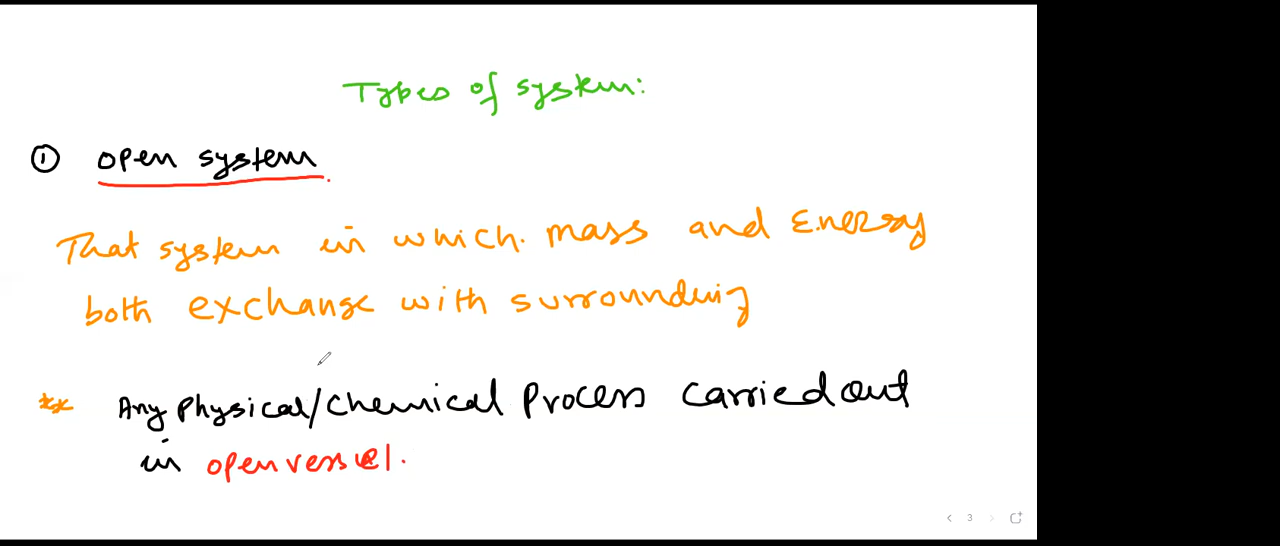 Types of system:
① open system.
That system in which. mass and Energy
both exchange with surrounding
** Any Physical/chemical Process carried out
in open vessel.
3